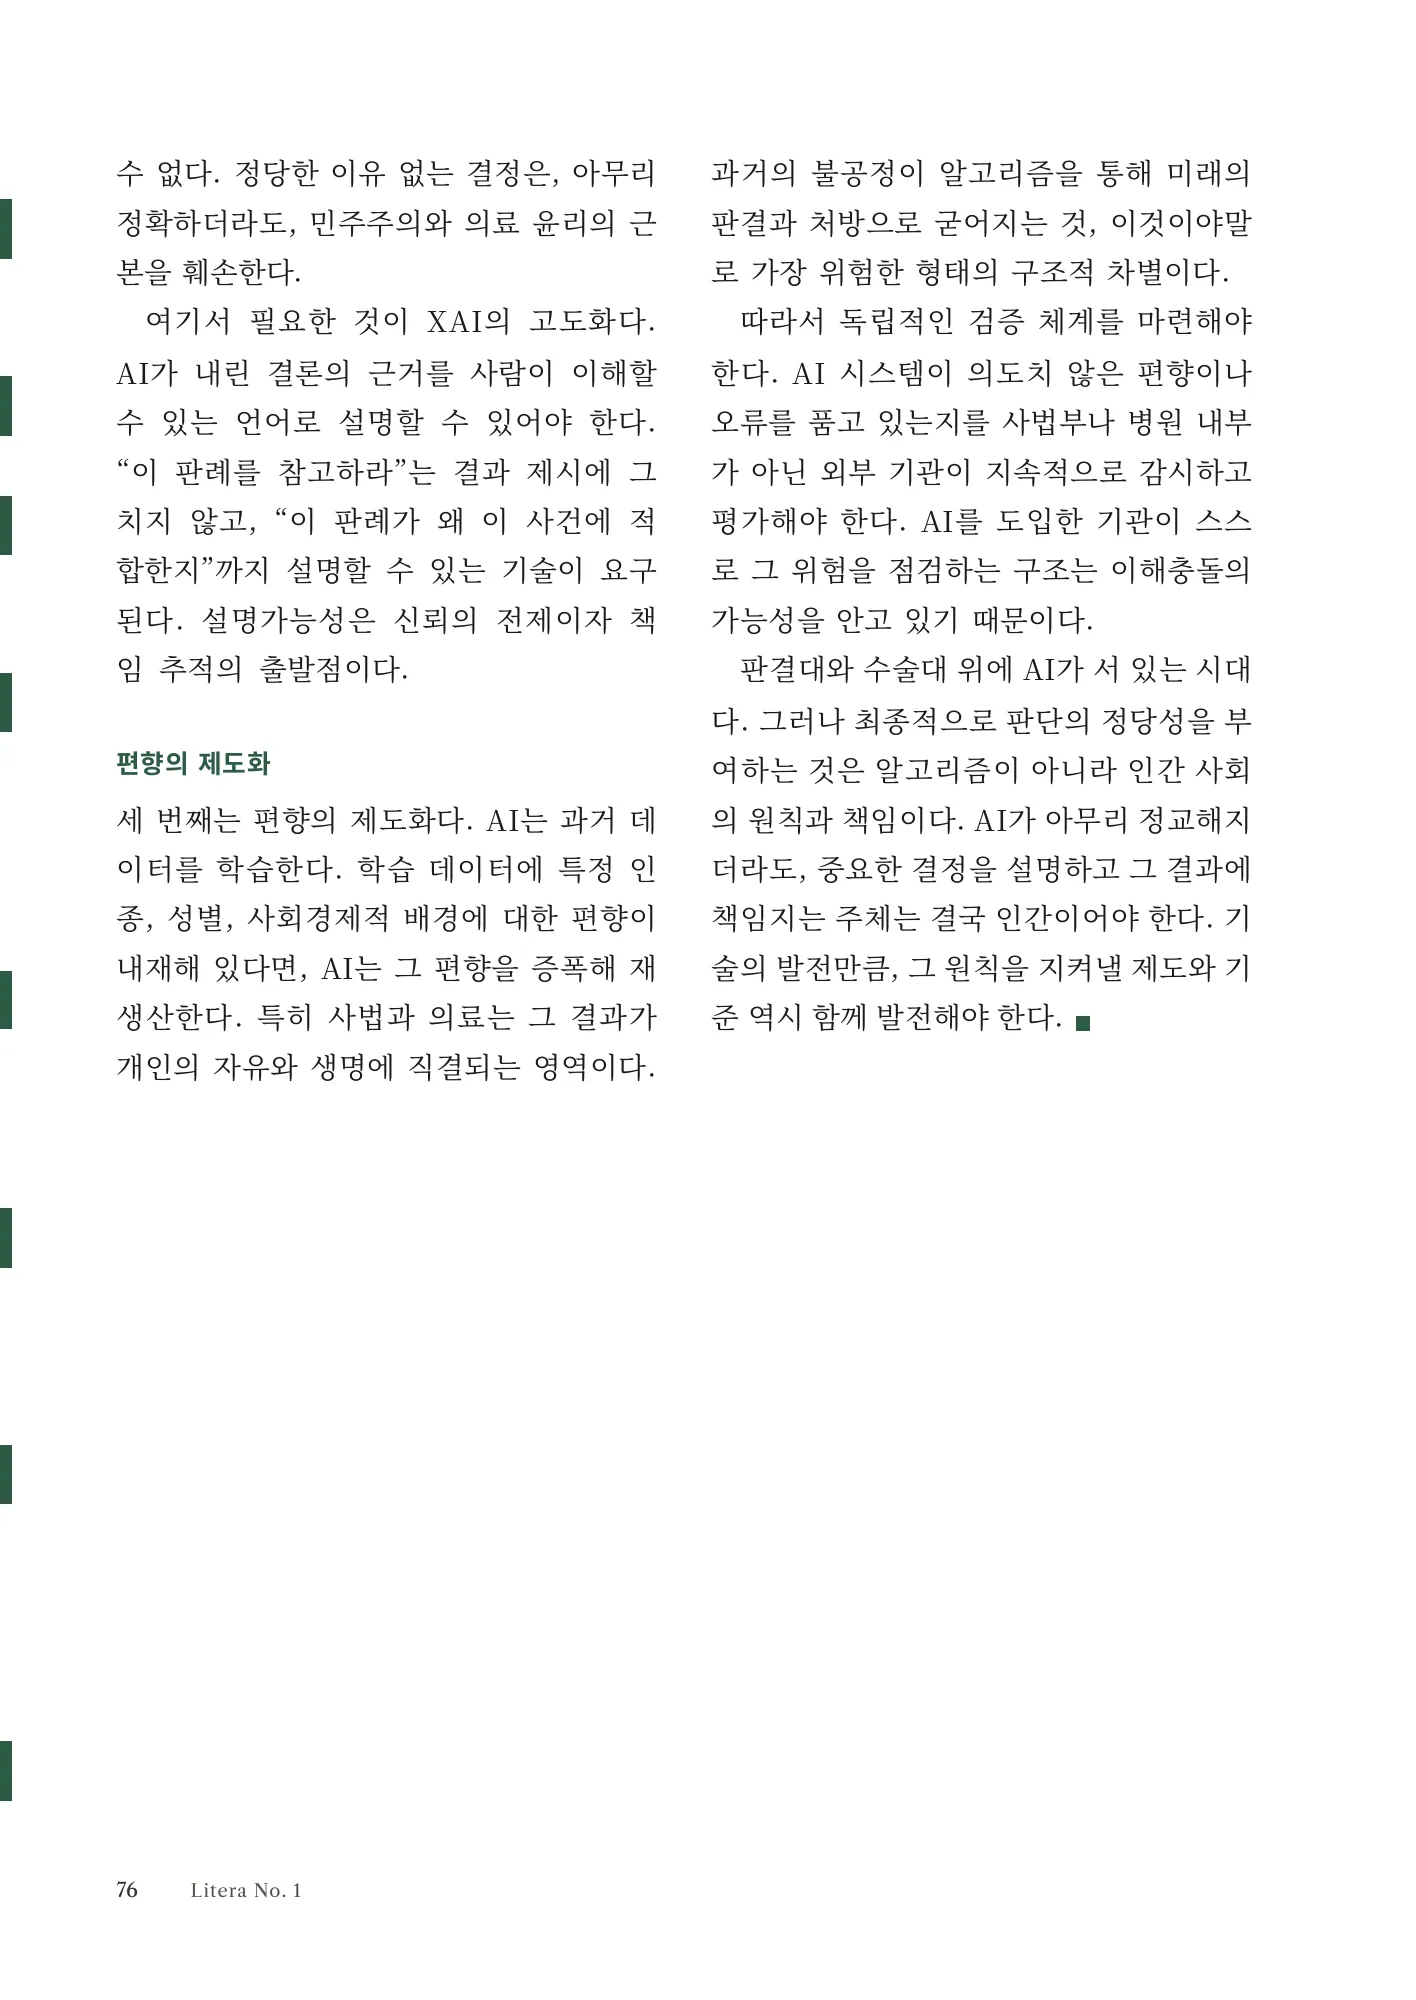 수 없다. 정당한 이유 없는 결정은, 아무리
정확하더라도, 민주주의와 의료 윤리의 근
본을 훼손한다.
여기서 필요한 것이 XAI의 고도화다.
AI가 내린 결론의 근거를 사람이 이해할
수 있는 언어로 설명할 수 있어야 한다.
“이 판례를 참고하라”는 결과 제시에 그
치지 않고, “이 판례가 왜 이 사건에 적
합한지”까지 설명할 수 있는 기술이 요구
된다. 설명가능성은 신뢰의 전제이자 책
임 추적의 출발점이다.
편향의 제도화
세 번째는 편향의 제도화다. AI는 과거 데
이터를 학습한다. 학습 데이터에 특정 인
종, 성별, 사회경제적 배경에 대한 편향이
내재해 있다면, AI는 그 편향을 증폭해 재
생산한다. 특히 사법과 의료는 그 결과가
개인의 자유와 생명에 직결되는 영역이다.
과거의 불공정이 알고리즘을 통해 미래의
판결과 처방으로 굳어지는 것, 이것이야말
로 가장 위험한 형태의 구조적 차별이다.
따라서 독립적인 검증 체계를 마련해야
한다. AI 시스템이 의도치 않은 편향이나
오류를 품고 있는지를 사법부나 병원 내부
가 아닌 외부 기관이 지속적으로 감시하고
평가해야 한다. AI를 도입한 기관이 스스
로 그 위험을 점검하는 구조는 이해충돌의
가능성을 안고 있기 때문이다.
판결대와 수술대 위에 AI가 서 있는 시대
다. 그러나 최종적으로 판단의 정당성을 부
여하는 것은 알고리즘이 아니라 인간 사회
의 원칙과 책임이다. AI가 아무리 정교해지
더라도, 중요한 결정을 설명하고 그 결과에
책임지는 주체는 결국 인간이어야 한다. 기
술의 발전만큼, 그 원칙을 지켜낼 제도와 기
준 역시 함께 발전해야 한다.
76 Litera No. 1